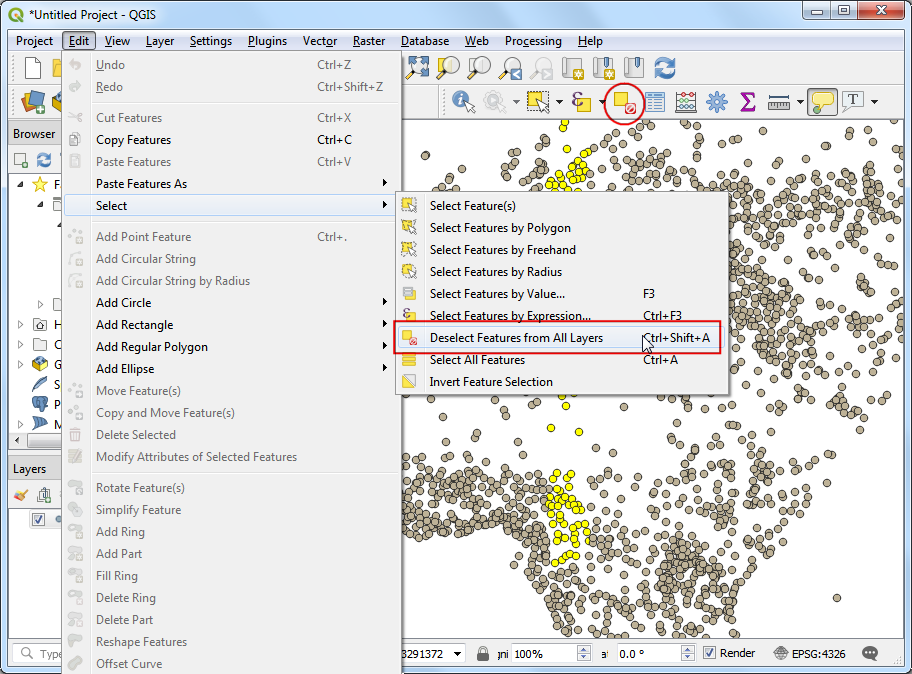 *Untitled Project - QGIS
Project Edit View Layer Settings Plugins Vector Raster Database Web Processing Help
Undo Ctrl+Z
Redo Ctrl+Shift+Z
Cut Features Ctrl+X
Copy Features Ctrl+C
Paste Features Ctrl+V
Paste Features As
Select
Add Point Feature Ctrl+.
Add Circular String
Add Circular String by Radius
Add Circle
Add Rectangle
Add Regular Polygon
Add Ellipse
Move Feature(s)
Copy and Move Feature(s)
Delete Selected
Modify Attributes of Selected Features
Rotate Feature(s)
Simplify Feature
Add Ring
Add Part
Fill Ring
Delete Ring
Delete Part
Reshape Features
Offset Curve
Select Feature(s)
Select Features by Polygon
Select Features by Freehand
Select Features by Radius
Select Features by Value... F3
Select Features by Expression... Ctrl+F3
Deselect Features from All Layers Ctrl+Shift+A
Select All Features Ctrl+A
Invert Feature Selection
Browser
Layers
Type
3291372
100%
0.0 °
Render
EPSG:4326